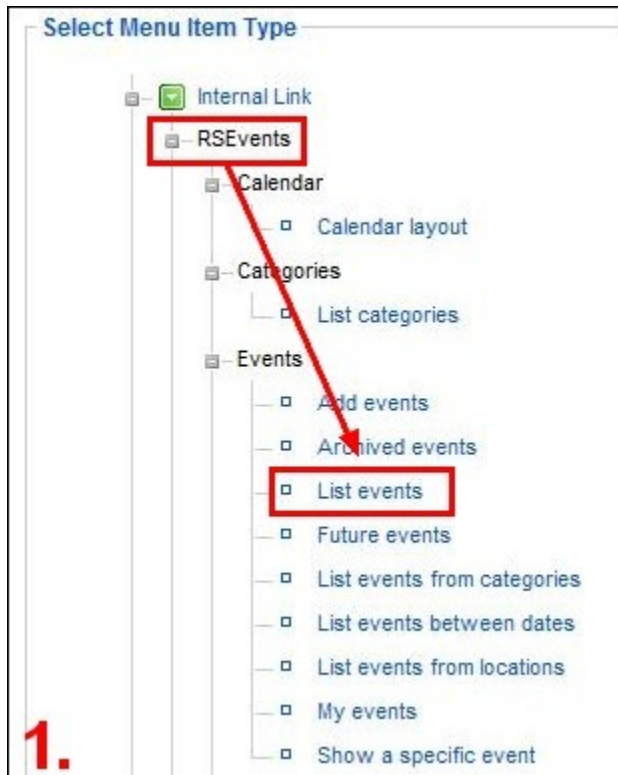 Select Menu Item Type
Internal Link
RSEvents
Calendar
Calendar layout
Categories
List categories
Events
Add events
Archived events
List events
Future events
List events from categories
List events between dates
List events from locations
My events
Show a specific event
1.